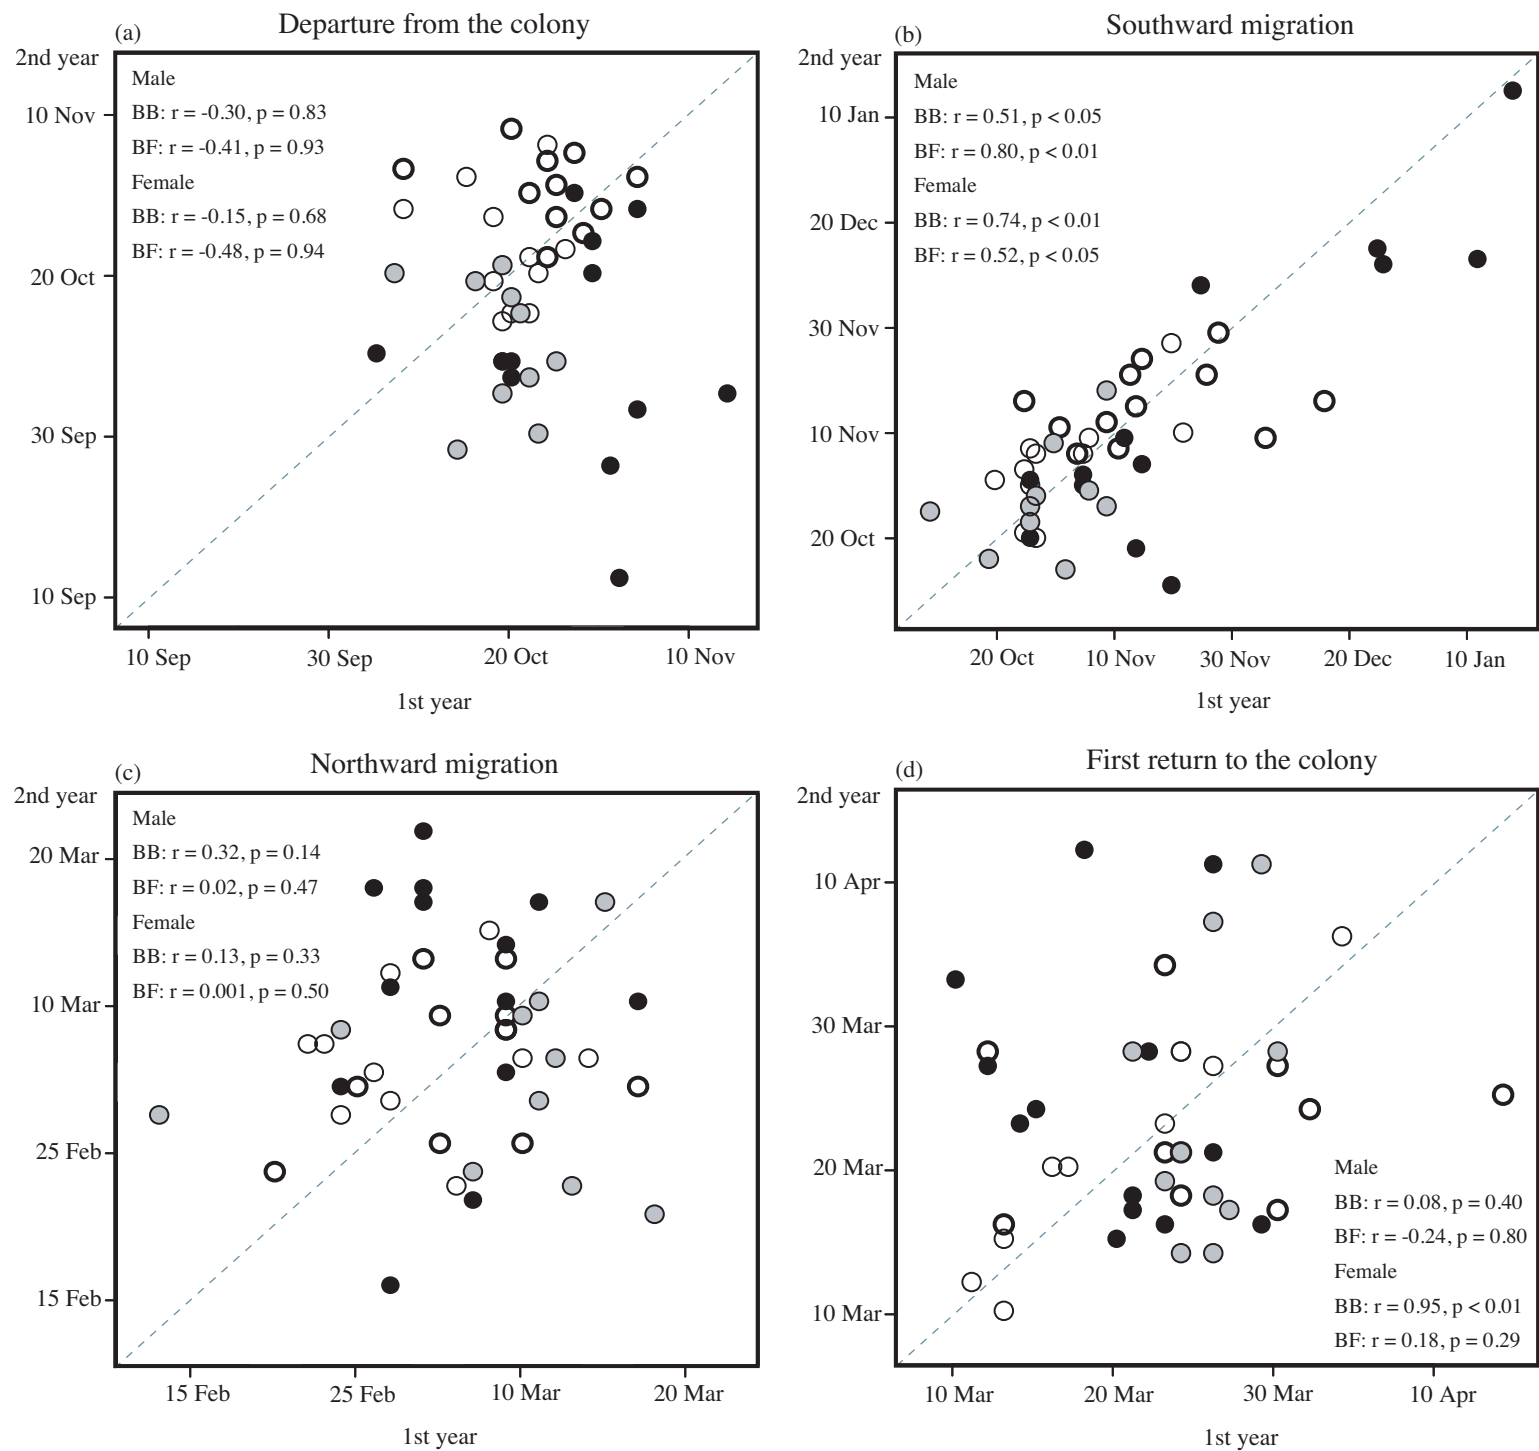 (a)
Departure from the colony
2nd year
10 Nov
20 Oct
30 Sep
10 Sep
Male
BB: r = -0.30, p = 0.83
BF: r = -0.41, p = 0.93
Female
BB: r = -0.15, p = 0.68
BF: r = -0.48, p = 0.94
10 Sep
30 Sep
20 Oct
10 Nov
1st year
(b)
Southward migration
2nd year
10 Jan
20 Dec
30 Nov
10 Nov
20 Oct
Male
BB: r = 0.51, p < 0.05
BF: r = 0.80, p < 0.01
Female
BB: r = 0.74, p < 0.01
BF: r = 0.52, p < 0.05
20 Oct
10 Nov
30 Nov
20 Dec
10 Jan
1st year
(c)
Northward migration
2nd year
20 Mar
10 Mar
25 Feb
15 Feb
Male
BB: r = 0.32, p = 0.14
BF: r = 0.02, p = 0.47
Female
BB: r = 0.13, p = 0.33
BF: r = 0.001, p = 0.50
15 Feb
25 Feb
10 Mar
20 Mar
1st year
(d)
First return to the colony
2nd year
10 Apr
30 Mar
20 Mar
10 Mar
Male
BB: r = 0.08, p = 0.40
BF: r = -0.24, p = 0.80
Female
BB: r = 0.95, p < 0.01
BF: r = 0.18, p = 0.29
10 Mar
20 Mar
30 Mar
10 Apr
1st year